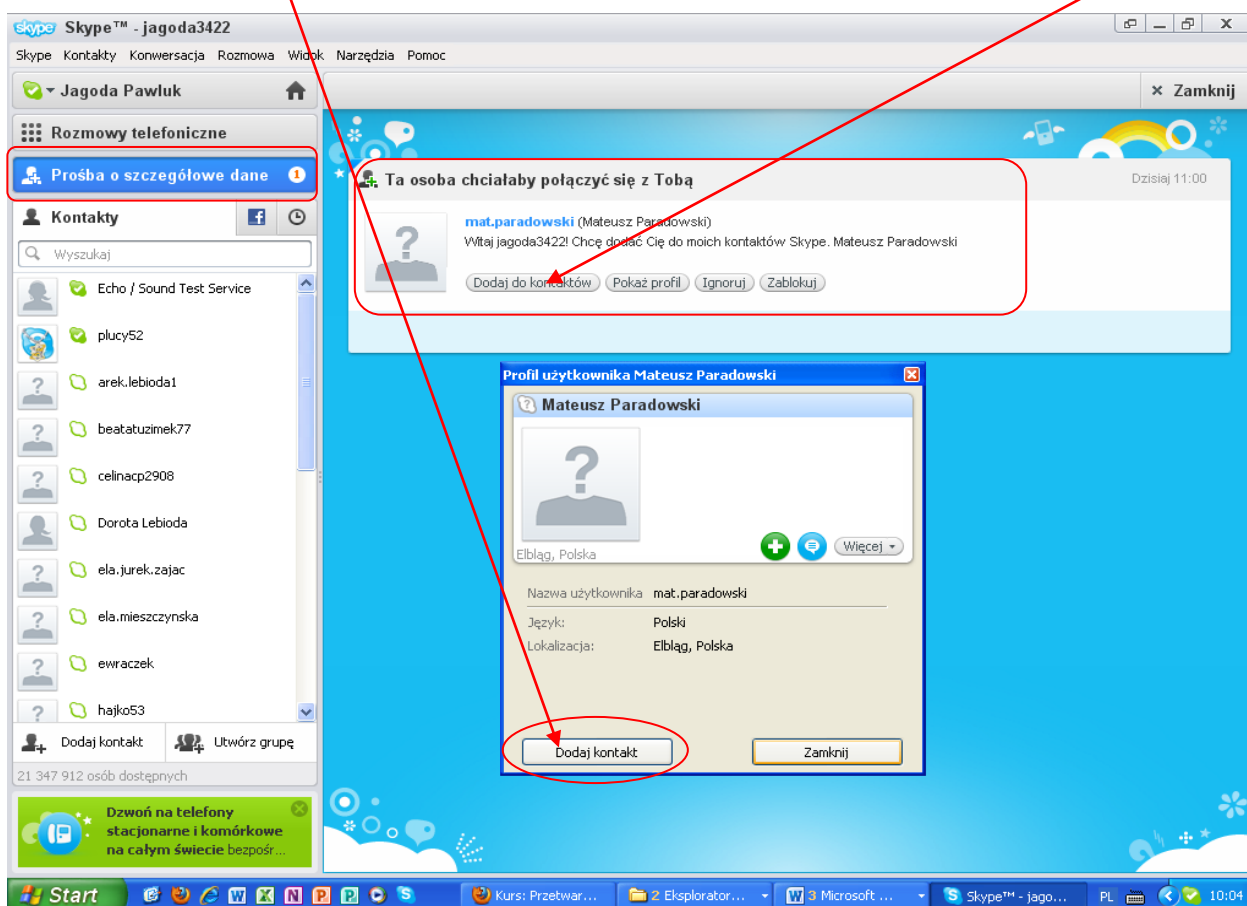 skype Skype™ - jagoda3422
Skype Kontakty Konwersacja Rozmowa Widok Narzędzia Pomoc
Jagoda Pawluk
× Zamknij
Rozmowy telefoniczne
Prośba o szczegółowe dane 1
Kontakty
Wyszukaj
Echo / Sound Test Service
plucy52
arek.lebioda1
beatatuzimek77
celinacp2908
Dorota Lebioda
ela.jurek.zajac
ela.mieszczynska
ewraczek
hajko53
Dodaj kontakt Utwórz grupę
21 347 912 osób dostępnych
Dzwoń na telefony
stacjonarne i komórkowe
na całym świecie bezpośr...
Ta osoba chciałaby połączyć się z Tobą
Dzisiaj 11:00
mat.paradowski (Mateusz Paradowski)
Witaj jagoda3422! Chcę dodać Cię do moich kontaktów Skype. Mateusz Paradowski
Dodaj do kontaktów Pokaż profil Ignoruj Zablokuj
Profil użytkownika Mateusz Paradowski
Mateusz Paradowski
Elbląg, Polska
Więcej
Nazwa użytkownika mat.paradowski
Język: Polski
Lokalizacja: Elbląg, Polska
Dodaj kontakt Zamknij
Start
Kurs: Przetwar...
2 Eksplorator...
3 Microsoft ...
Skype™ - jago...
PL
10:04